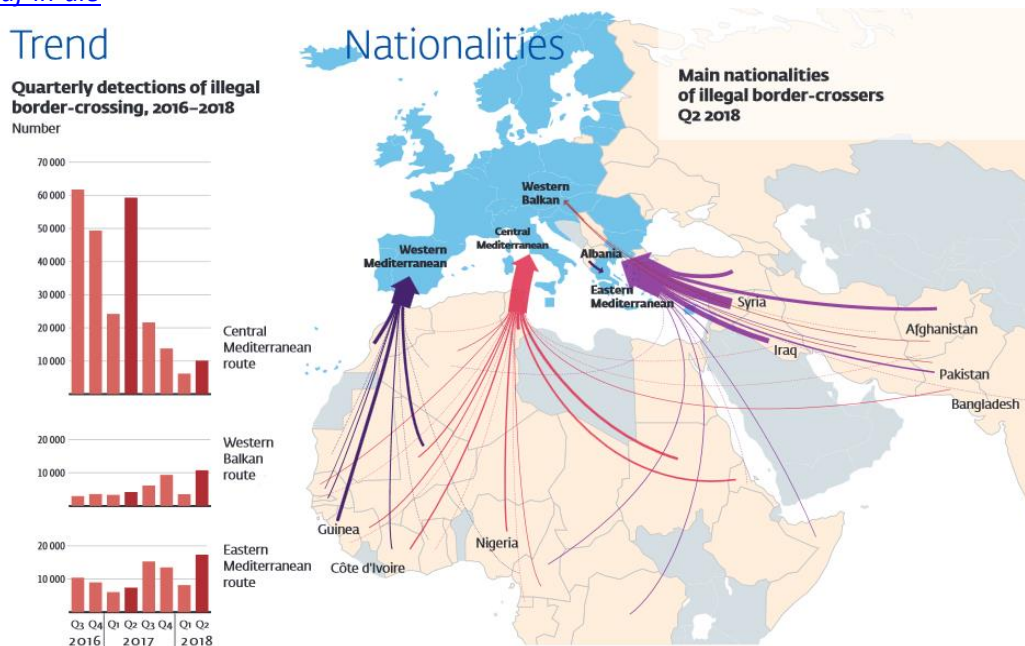 Trend
Quarterly detections of illegal
border-crossing, 2016–2018
Number
70 000
60 000
50 000
40 000
30 000
20 000
10 000
Central
Mediterranean
route
20 000
10 000
Western
Balkan
route
20 000
10 000
Eastern
Mediterranean
route
Q3 Q4 Q1 Q2 Q3 Q4 Q1 Q2
2016 2017 2018
Nationalities
Main nationalities
of illegal border-crossers
Q2 2018
Western
Balkan
Central
Mediterranean
Western
Mediterranean
Albania
Eastern
Mediterranean
Syria
Iraq
Afghanistan
Pakistan
Bangladesh
Guinea
Côte d'Ivoire
Nigeria